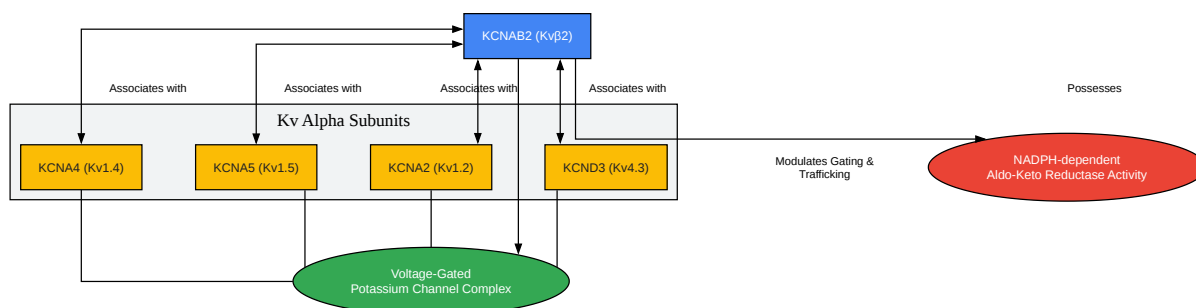 KCNAB2 (Kvβ2)
Associates with
Associates with
Associates with
Associates with
Possesses
Kv Alpha Subunits
KCNA4 (Kv1.4)
KCNA5 (Kv1.5)
KCNA2 (Kv1.2)
KCND3 (Kv4.3)
Modulates Gating &
Trafficking
NADPH-dependent
Aldo-Keto Reductase Activity
Voltage-Gated
Potassium Channel Complex